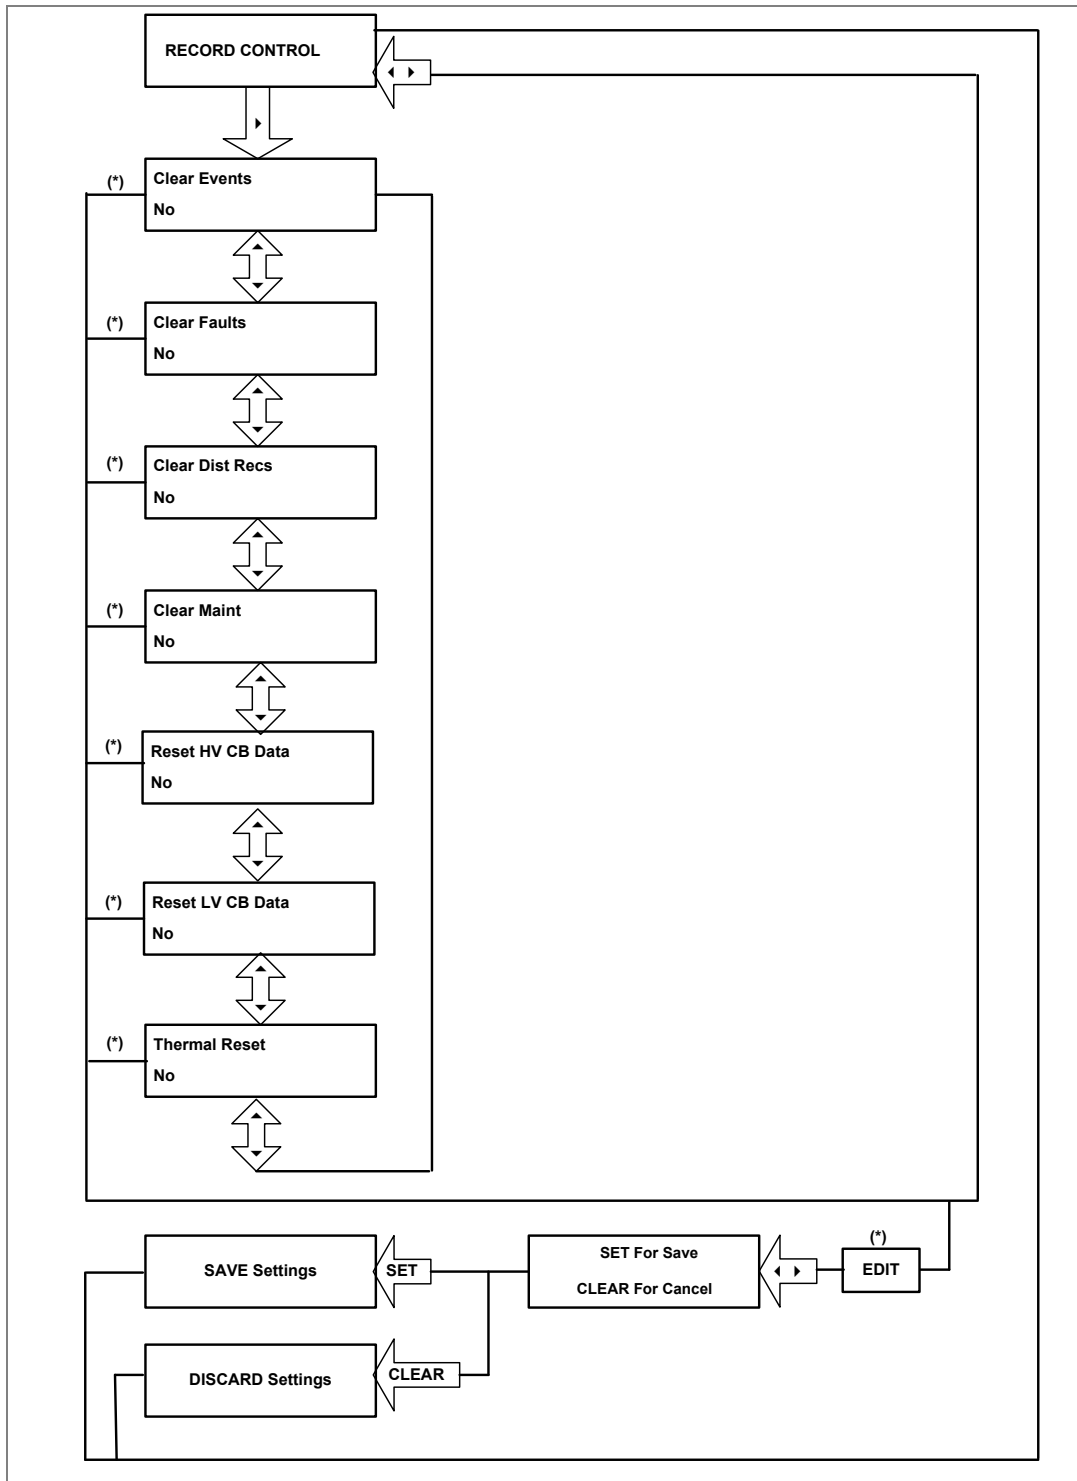 RECORD CONTROL
(*)
Clear Events
No
(*)
Clear Faults
No
(*)
Clear Dist Recs
No
(*)
Clear Maint
No
(*)
Reset HV CB Data
No
(*)
Reset LV CB Data
No
(*)
Thermal Reset
No
SAVE Settings
SET
SET For Save
CLEAR For Cancel
(*)
EDIT
DISCARD Settings
CLEAR